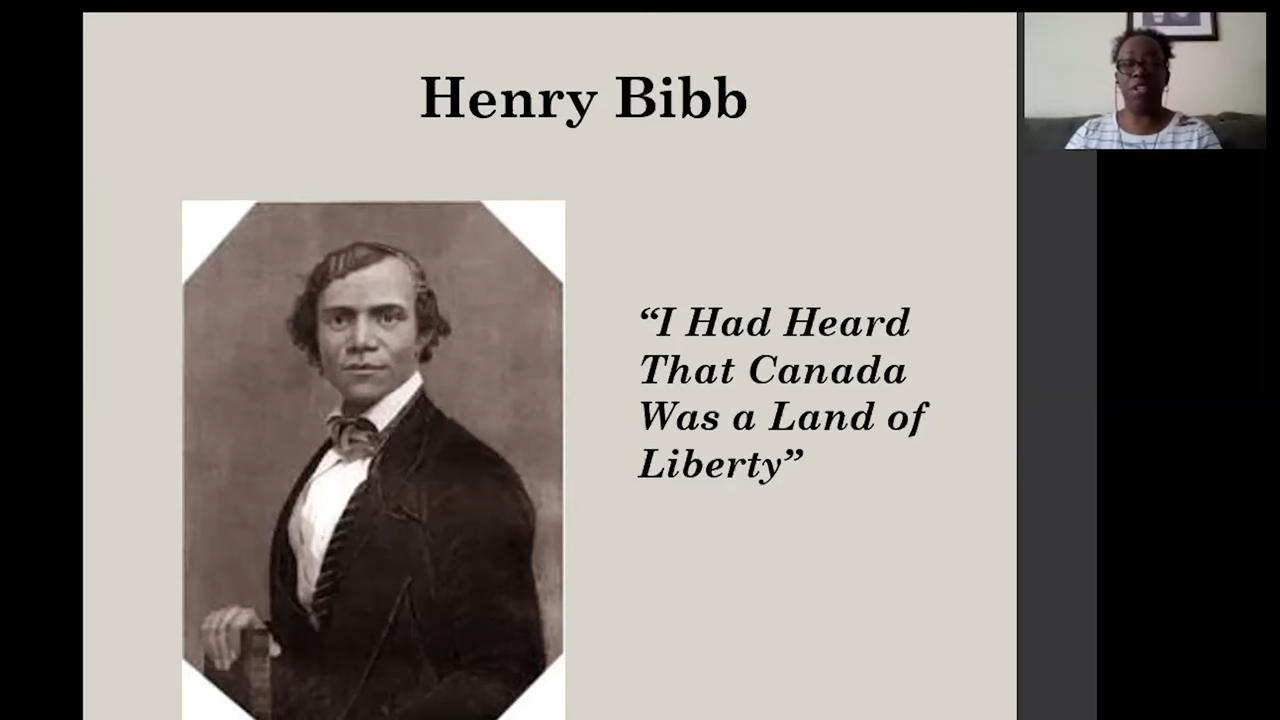 Henry Bibb
“I Had Heard
That Canada
Was a Land of
Liberty”